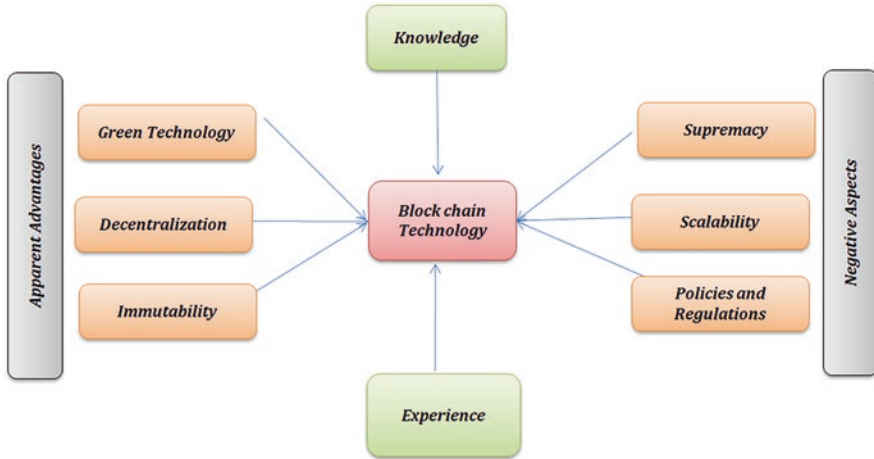 Knowledge
Apparent Advantages
Green Technology
Decentralization
Immutability
Block chain
Technology
Supremacy
Scalability
Policies and
Regulations
Negative Aspects
Experience